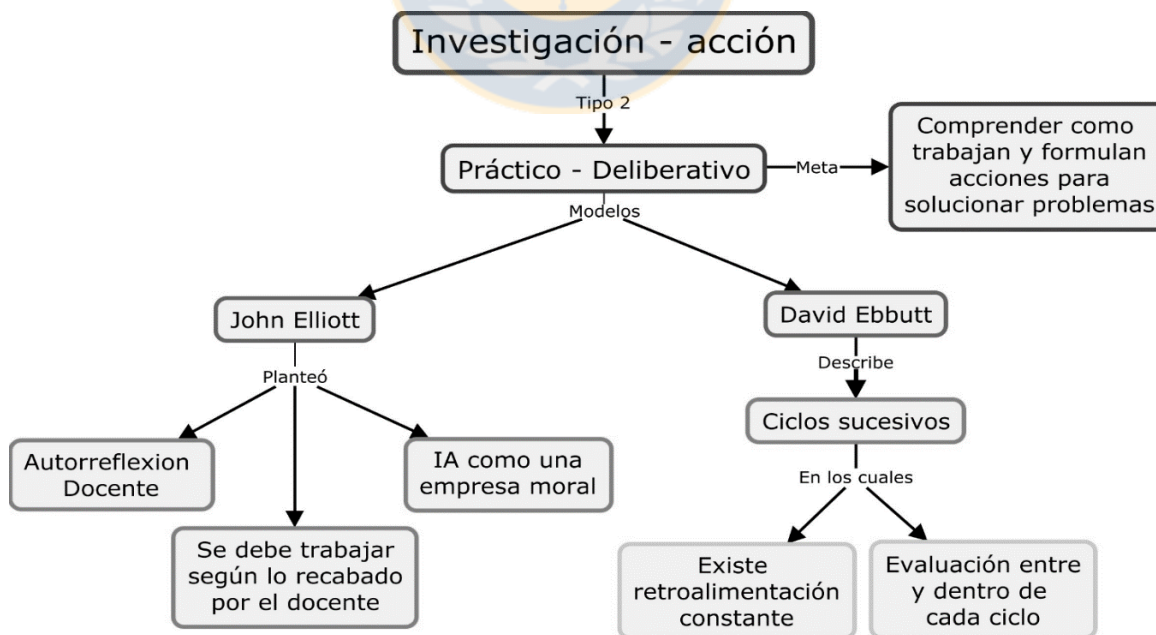 Investigación - acción
Tipo 2
Práctico - Deliberativo
Meta
Comprender como
trabajan y formulan
acciones para
solucionar problemas
Modelos
John Elliott
Planteó
Autorreflexion
Docente
Se debe trabajar
según lo recabado
por el docente
IA como una
empresa moral
David Ebbutt
Describe
Ciclos sucesivos
En los cuales
Existe
retroalimentación
constante
Evaluación entre
y dentro de
cada ciclo